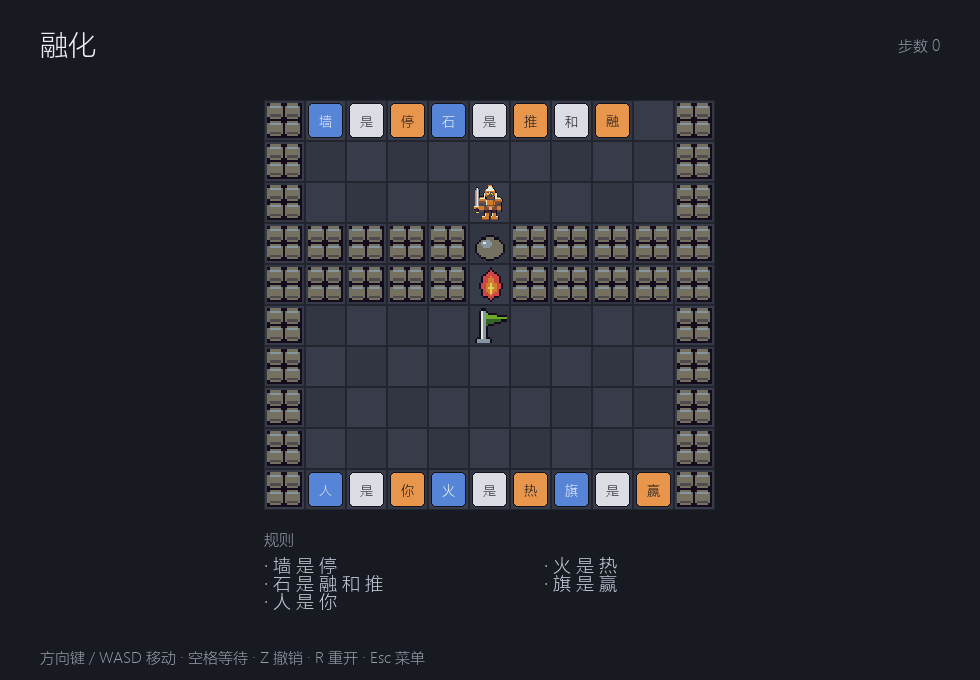 融化
步数 0
墙 是 停 石 是 推 和 融
人 是 你 火 是 热 旗 是 赢
规则
· 墙 是 停
· 火 是 热
· 石 是 融 和 推
· 旗 是 赢
· 人 是 你
方向键 / WASD 移动 · 空格等待 · Z 撤销 · R 重开 · Esc 菜单